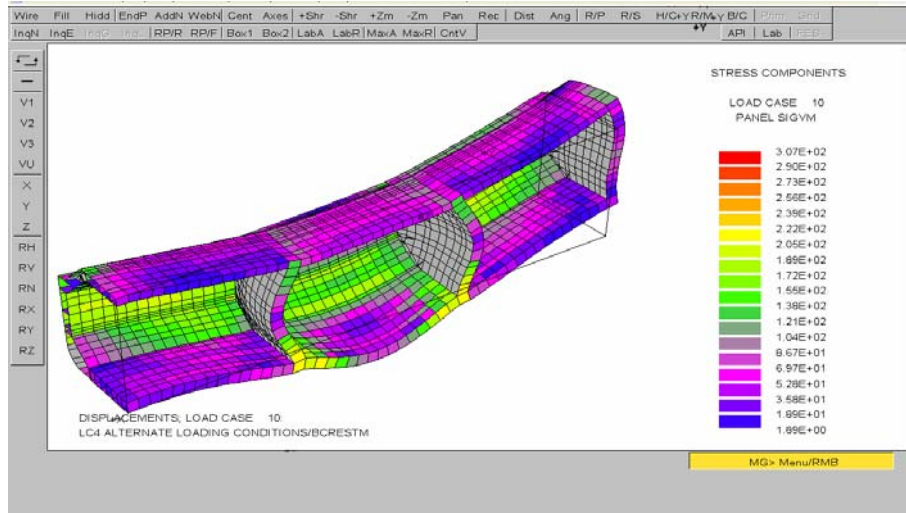 Wire Fill Hidd EndP AddN WebN Cent Axes +Shr -Shr +Zm -Zm Pan Rec Dist Ang R/P R/S H/C+Y R/M+Y B/C
InqN InqE RP/R RP/F Box1 Box2 LabA LabR MaxA MaxR CntV +Y API Lab
V1
V2
V3
VU
X
Y
Z
RH
RV
RN
RX
RY
RZ
STRESS COMPONENTS
LOAD CASE 10
PANEL SIGVM
3.07E+02
2.90E+02
2.73E+02
2.56E+02
2.39E+02
2.22E+02
2.05E+02
1.89E+02
1.72E+02
1.55E+02
1.38E+02
1.21E+02
1.04E+02
8.67E+01
6.97E+01
5.28E+01
3.58E+01
1.89E+01
1.89E+00
DISPLACEMENTS; LOAD CASE 10
LC4 ALTERNATE LOADING CONDITIONS/BCRESTM
MG> Menu/RMB